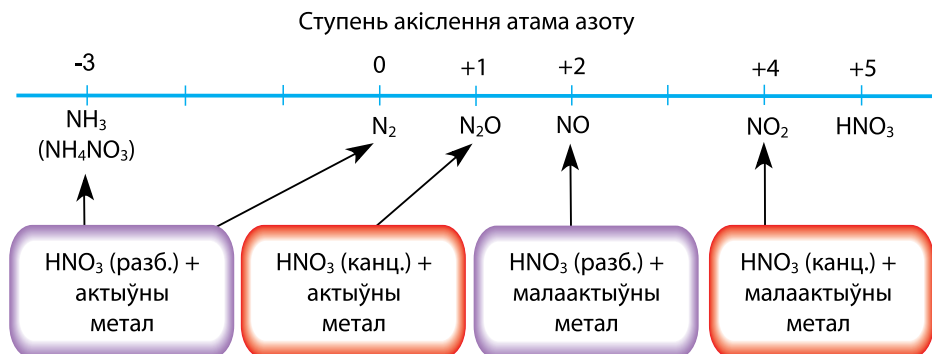 Ступень акіслення атама азоту
-3 0 +1 +2 +4 +5
NH₃ N₂ N₂O NO NO₂ HNO₃
(NH₄NO₃)
HNO₃ (разб.) +
актыўны
метал
HNO₃ (канц.) +
актыўны
метал
HNO₃ (разб.) +
малаактыўны
метал
HNO₃ (канц.) +
малаактыўны
метал